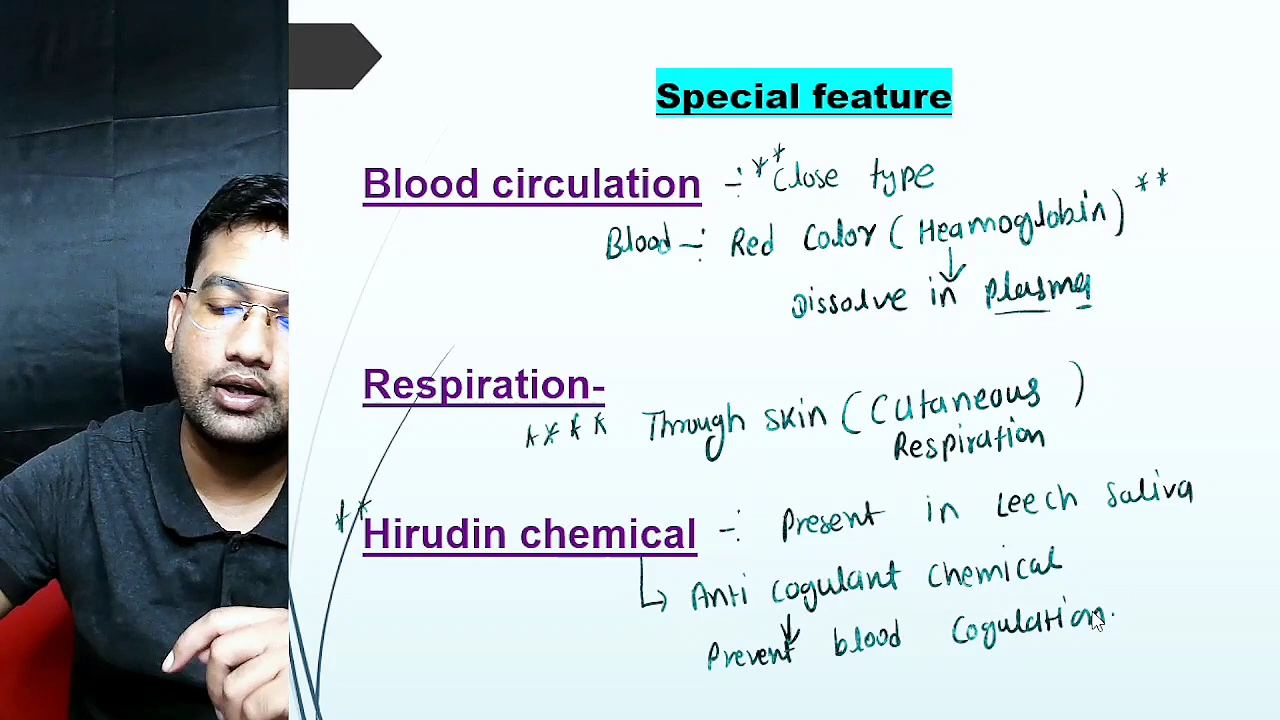 Special feature
Blood circulation -: **Close type
Blood -: Red Color (Heamoglobin) **
↓
Dissolve in plasma
Respiration-
**** Through skin (Cutaneous)
Respiration
** Hirudin chemical -: Present in Leech saliva
↳ Anti cogulant chemical
↓
Prevent blood Cogulation.